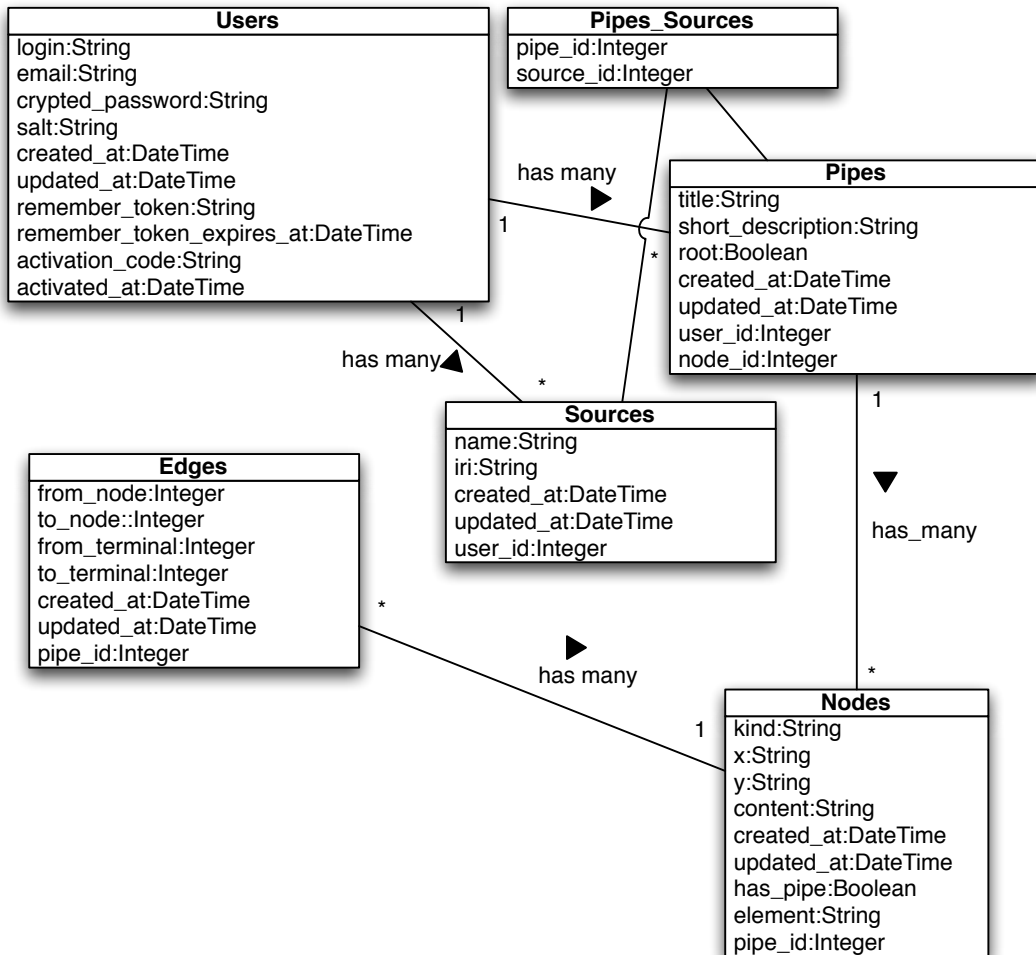 Users
login:String
email:String
crypted_password:String
salt:String
created_at:DateTime
updated_at:DateTime
remember_token:String
remember_token_expires_at:DateTime
activation_code:String
activated_at:DateTime
Pipes_Sources
pipe_id:Integer
source_id:Integer
has many
1
*
Pipes
title:String
short_description:String
root:Boolean
created_at:DateTime
updated_at:DateTime
user_id:Integer
node_id:Integer
1
has many
*
Sources
name:String
iri:String
created_at:DateTime
updated_at:DateTime
user_id:Integer
1
has_many
*
Edges
from_node:Integer
to_node::Integer
from_terminal:Integer
to_terminal:Integer
created_at:DateTime
updated_at:DateTime
pipe_id:Integer
*
has many
1
Nodes
kind:String
x:String
y:String
content:String
created_at:DateTime
updated_at:DateTime
has_pipe:Boolean
element:String
pipe_id:Integer